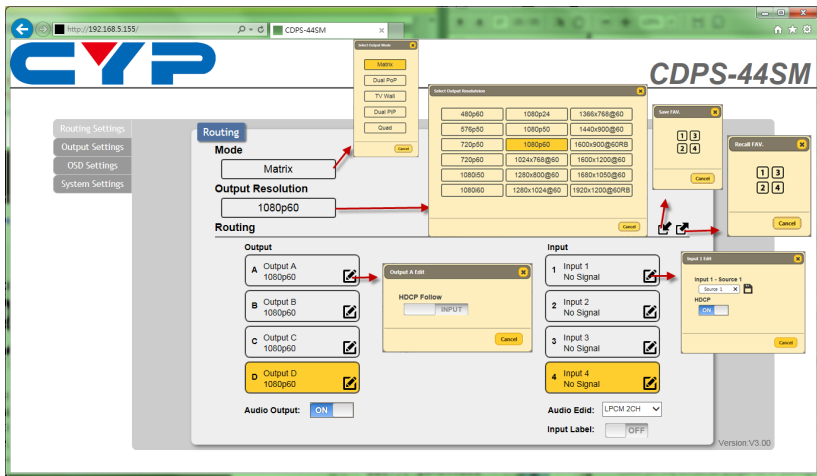 http://192.168.5.155/
CDPS-44SM
CYP
CDPS-44SM
Routing Settings
Output Settings
OSD Settings
System Settings
Routing
Mode
Matrix
Output Resolution
1080p60
Routing
Select Output Mode
Matrix
Dual PoP
TV Wall
Dual PiP
Quad
Cancel
Select Output Resolution
480p60 1080p24 1366x768@60
576p50 1080p50 1440x900@60
720p50 1080p60 1600x900@60RB
720p60 1024x768@60 1600x1200@60
1080i50 1280x800@60 1680x1050@60
1080i60 1280x1024@60 1920x1200@60RB
Cancel
Save FAV.
1 3
2 4
Cancel
Recall FAV.
1 3
2 4
Cancel
Output
A Output A
1080p60
B Output B
1080p60
C Output C
1080p60
D Output D
1080p60
Audio Output: ON
Output A Edit
HDCP Follow
INPUT
Cancel
Input
1 Input 1
No Signal
2 Input 2
No Signal
3 Input 3
No Signal
4 Input 4
No Signal
Audio Edid: LPCM 2CH
Input Label: OFF
Input 1 Edit
Input 1 - Source 1
Source 1 X
HDCP
ON
Cancel
Version:V3.00